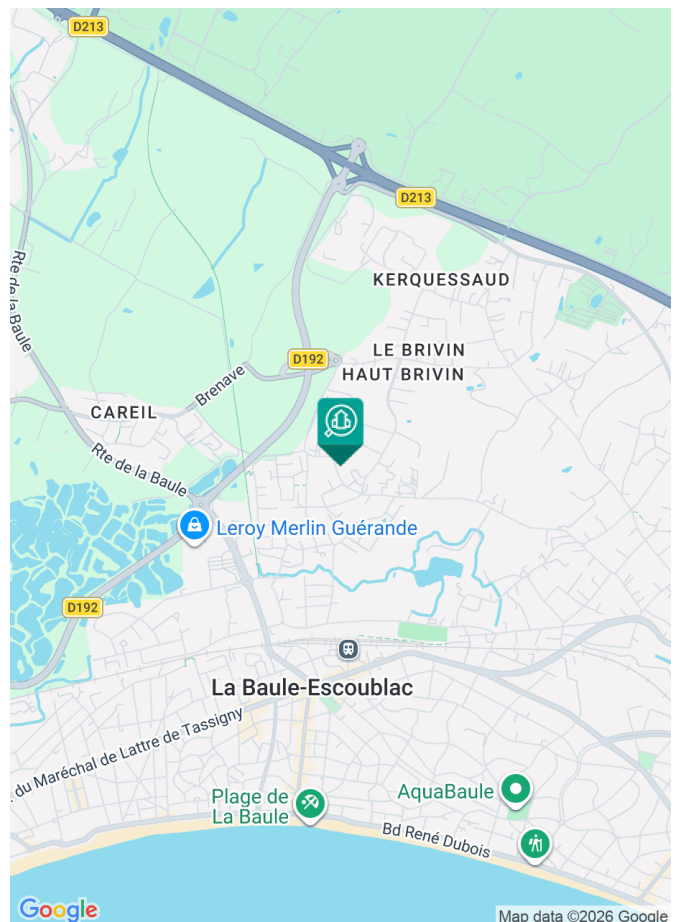 D213
D213
KERQUESSAUD
Rte de la Baule
D192
LE BRIVIN
HAUT BRIVIN
Brenave
CAREIL
Rte de la Baule
Leroy Merlin Guérande
D192
La Baule-Escoublac
du Maréchal de Lattre de Tassigny
AquaBaule
Plage de
La Baule
Bd René Dubois
Google
Map data ©2026 Google